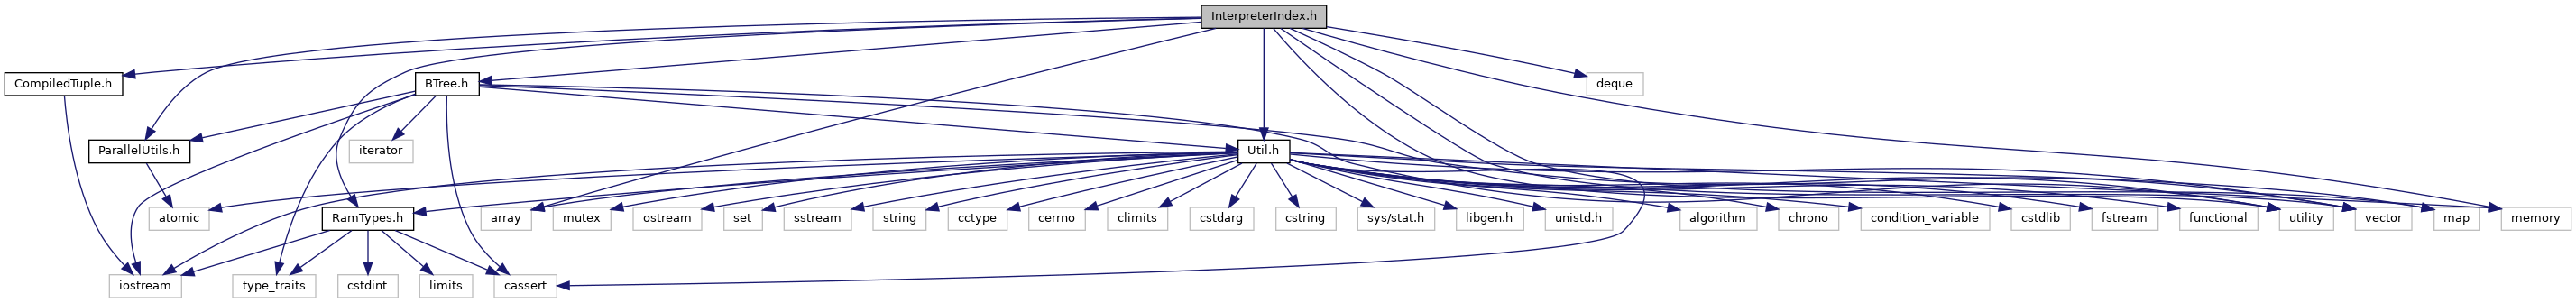 InterpreterIndex.h
CompiledTuple.h
BTree.h
deque
ParallelUtils.h
iterator
Util.h
atomic
RamTypes.h
array
mutex
ostream
set
sstream
string
cctype
cerrno
climits
cstdarg
cstring
sys/stat.h
libgen.h
unistd.h
algorithm
chrono
condition_variable
cstdlib
fstream
functional
utility
vector
map
memory
iostream
type_traits
cstdint
limits
cassert